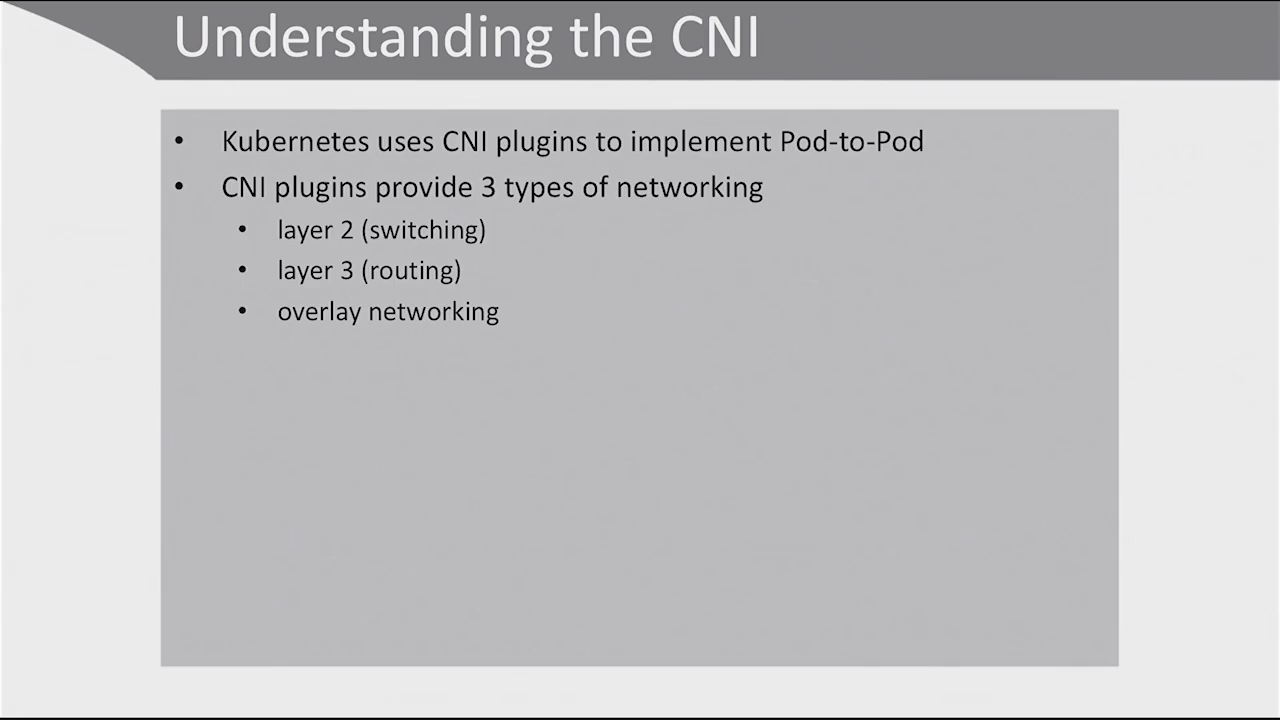 Understanding the CNI
• Kubernetes uses CNI plugins to implement Pod-to-Pod
• CNI plugins provide 3 types of networking
• layer 2 (switching)
• layer 3 (routing)
• overlay networking